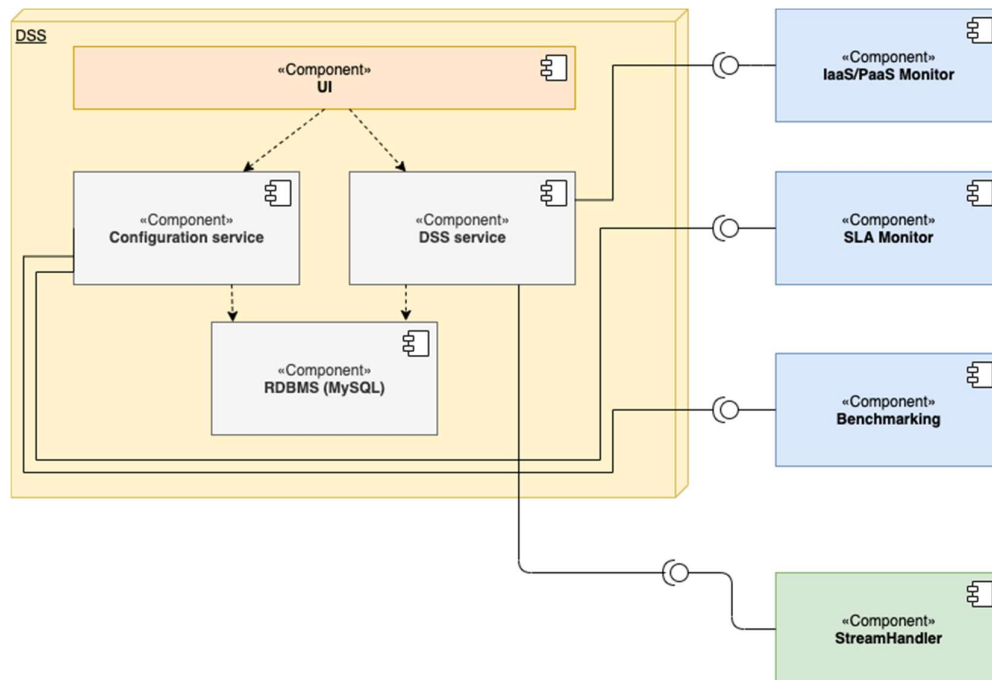 DSS
«Component»
UI
«Component»
IaaS/PaaS Monitor
«Component»
Configuration service
«Component»
DSS service
«Component»
SLA Monitor
«Component»
RDBMS (MySQL)
«Component»
Benchmarking
«Component»
StreamHandler